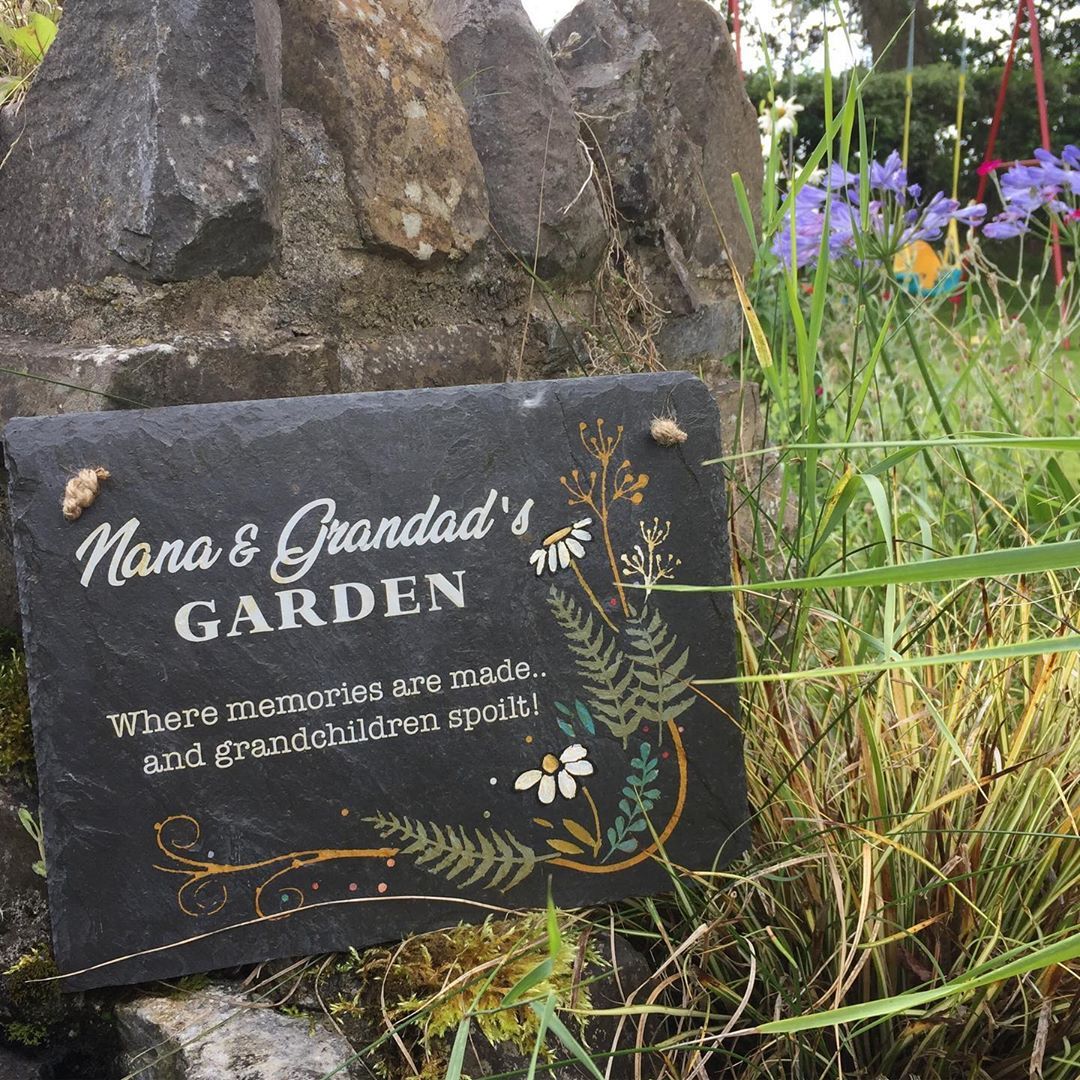 Nana & Grandad's
GARDEN
Where memories are made..
and grandchildren spoilt!